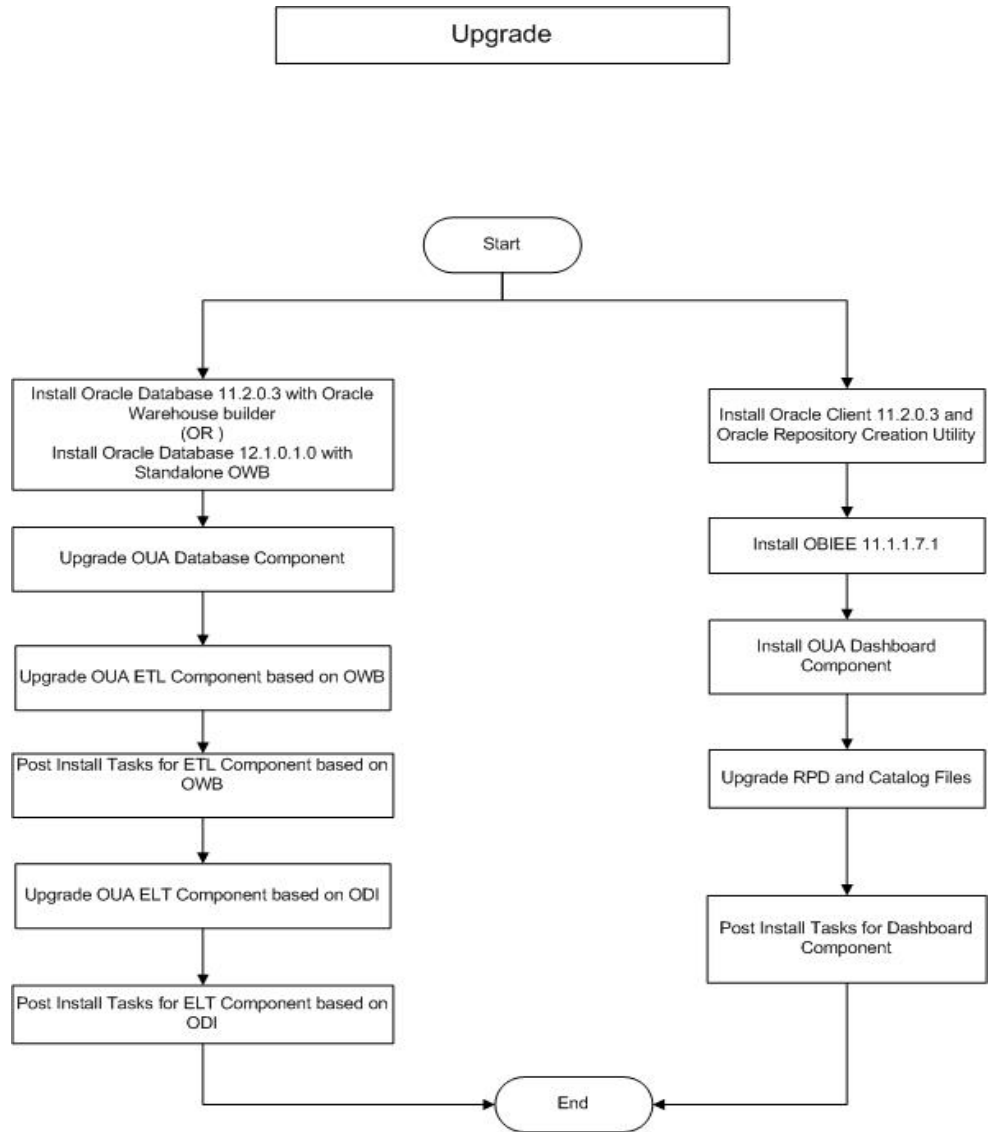 Upgrade
Start
Install Oracle Database 11.2.0.3 with Oracle
Warehouse builder
(OR )
Install Oracle Database 12.1.0.1.0 with
Standalone OWB
Upgrade OUA Database Component
Upgrade OUA ETL Component based on OWB
Post Install Tasks for ETL Component based on
OWB
Upgrade OUA ELT Component based on ODI
Post Install Tasks for ELT Component based on
ODI
Install Oracle Client 11.2.0.3 and
Oracle Repository Creation Utility
Install OBIEE 11.1.1.7.1
Install OUA Dashboard
Component
Upgrade RPD and Catalog Files
Post Install Tasks for Dashboard
Component
End